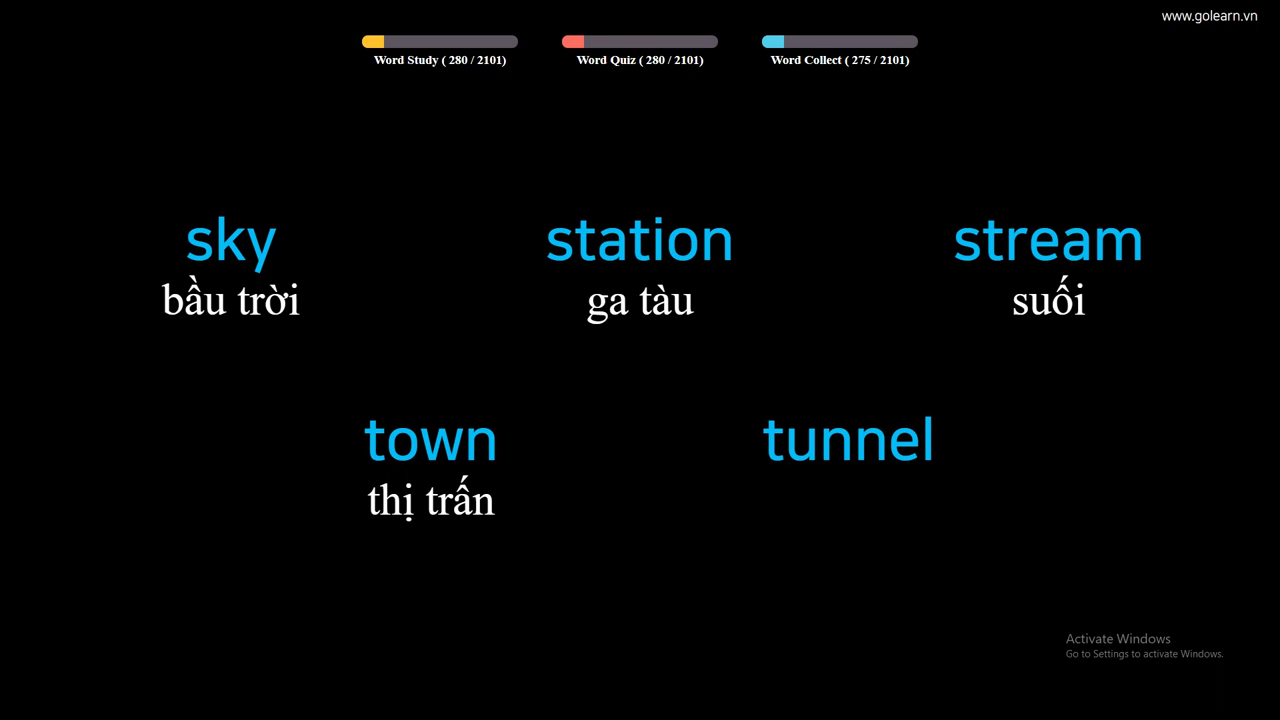 www.golearn.vn
Word Study ( 280 / 2101)
Word Quiz ( 280 / 2101)
Word Collect ( 275 / 2101)
sky
bầu trời
station
ga tàu
stream
suối
town
thị trấn
tunnel
Activate Windows
Go to Settings to activate Windows.